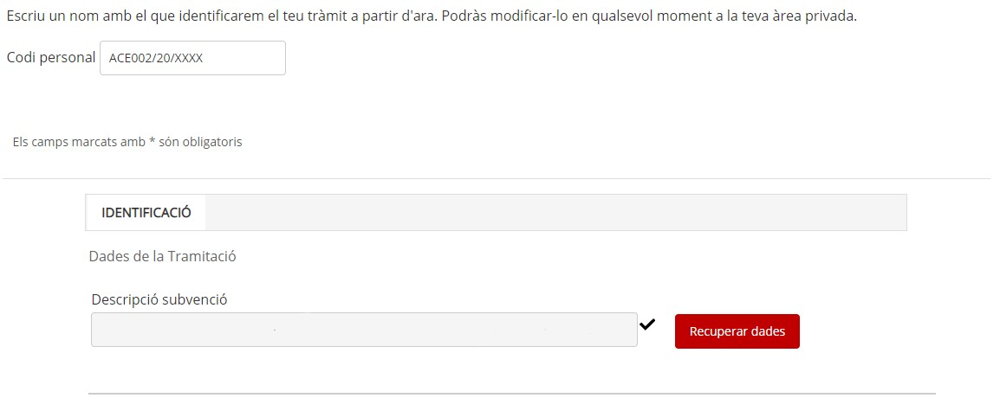 Escriu un nom amb el que identificarem el teu tràmit a partir d'ara. Podràs modificar-lo en qualsevol moment a la teva àrea privada.
Codi personal ACE002/20/XXXX
Els camps marcats amb * són obligatoris
IDENTIFICACIÓ
Dades de la Tramitació
Descripció subvenció
Recuperar dades